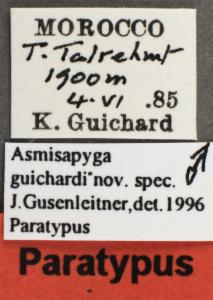 MOROCCO
T. Talrehmt
1900m
4.VI .85
K. Guichard
Asmisapyga ♂
guichardi nov. spec.
J.Gusenleitner,det.1996
Paratypus
Paratypus